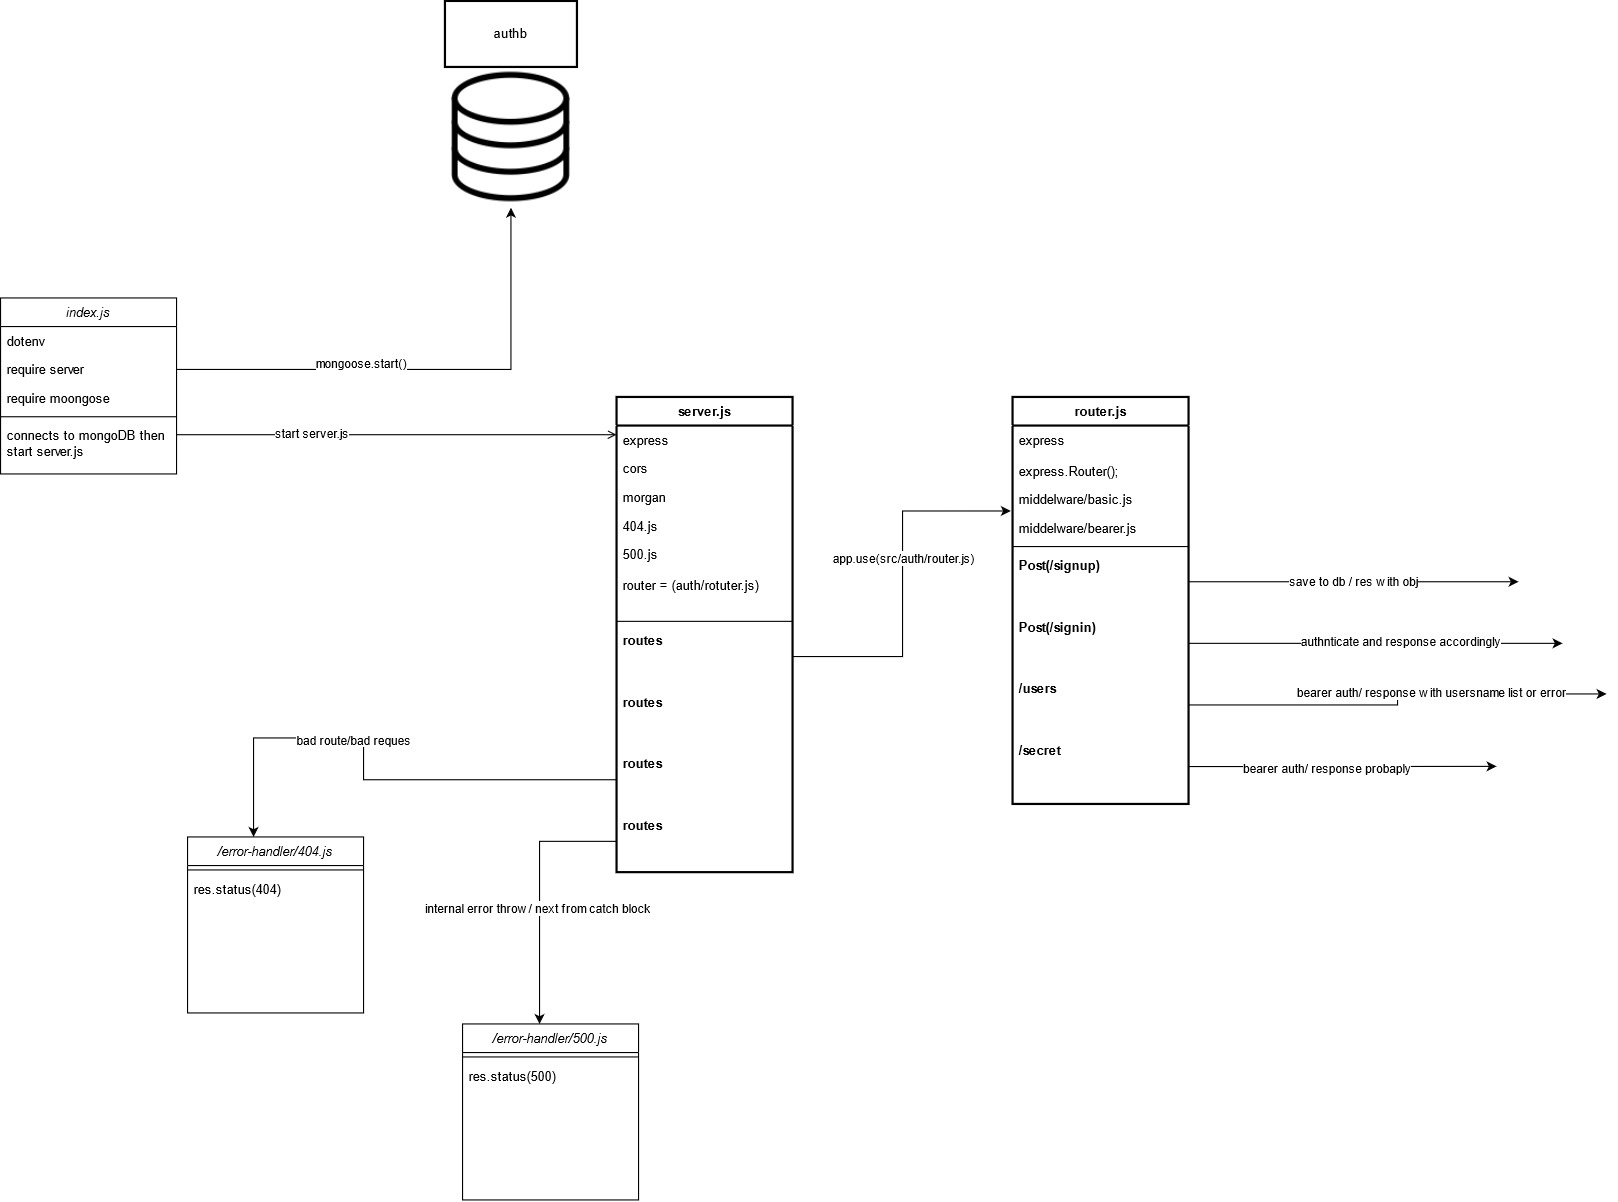 authb
index.js
dotenv
require server
require moongose
connects to mongoDB then
start server.js
mongoose.start()
start server.js
server.js
express
cors
morgan
404.js
500.js
router = (auth/rotuter.js)
routes
routes
routes
routes
app.use(src/auth/router.js)
router.js
express
express.Router();
middelware/basic.js
middelware/bearer.js
Post(/signup)
Post(/signin)
/users
/secret
save to db / res with obj
authnticate and response accordingly
bearer auth/ response with usersname list or error
bearer auth/ response probaply
bad route/bad reques
/error-handler/404.js
res.status(404)
internal error throw / next from catch block
/error-handler/500.js
res.status(500)